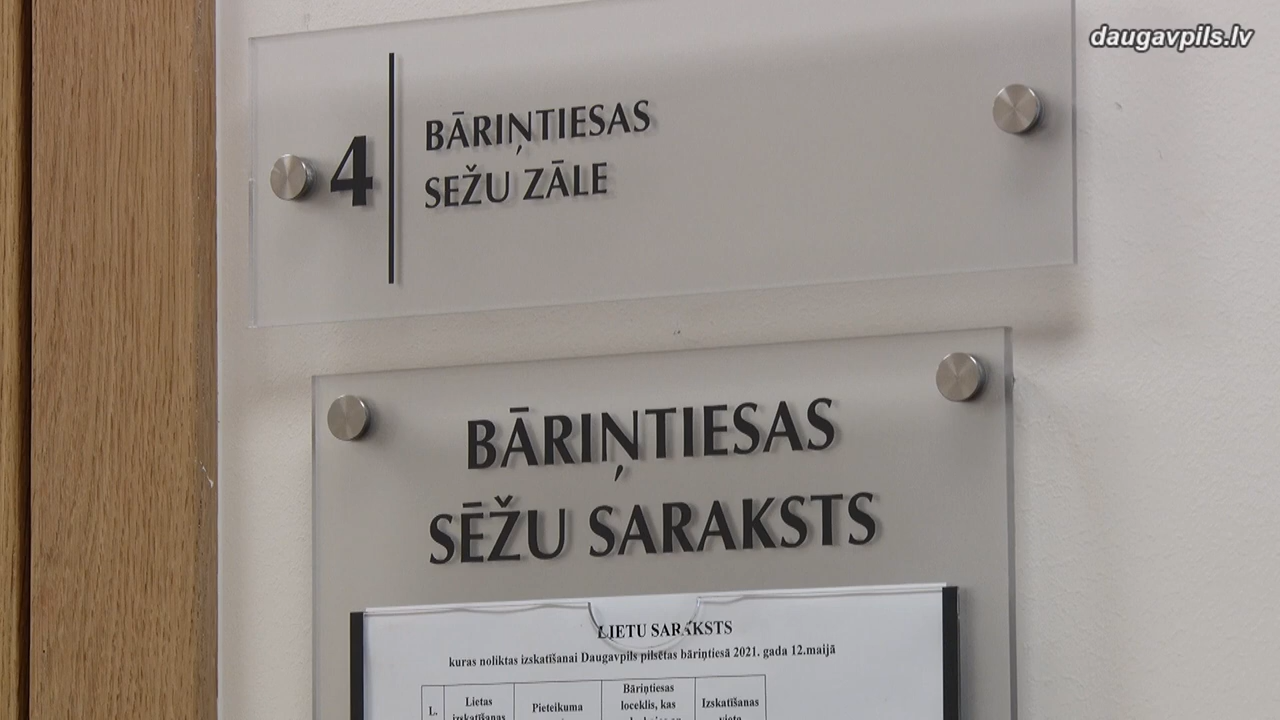 daugavpils.lv
4
BĀRIŅTIESAS
SEŽU ZĀLE
BĀRIŅTIESAS
SĒŽU SARAKSTS
LIETU SARAKSTS
kuras noliktas izskatīšanai Daugavpils pilsētas bāriņtiesā 2021. gada 12.maijā
L.
Lietas
izskatīšanas
Pieteikuma
Bāriņtiesas
loceklis, kas
Izskatīšanas
vieta